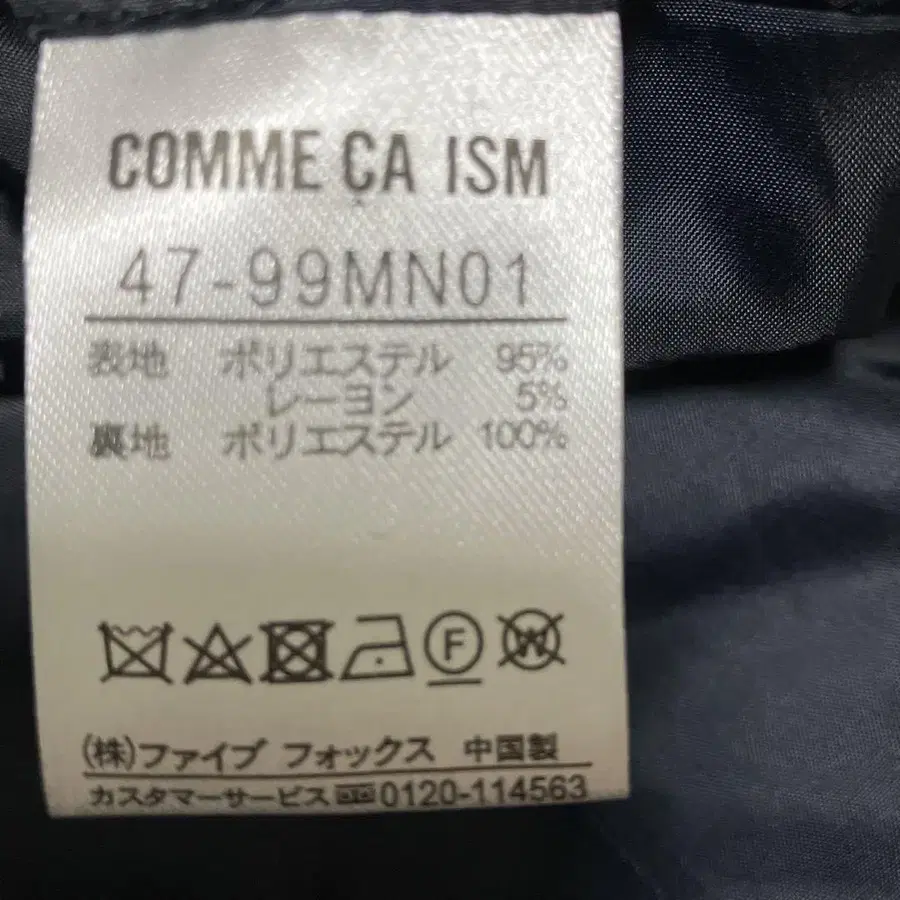 COMME ÇA ISM
47-99MN01
表地 ポリエステル 95%
レーヨン 5%
裏地 ポリエステル 100%
F W
(株)ファイブ フォックス 中国製
カスタマーサービス 0120-114563